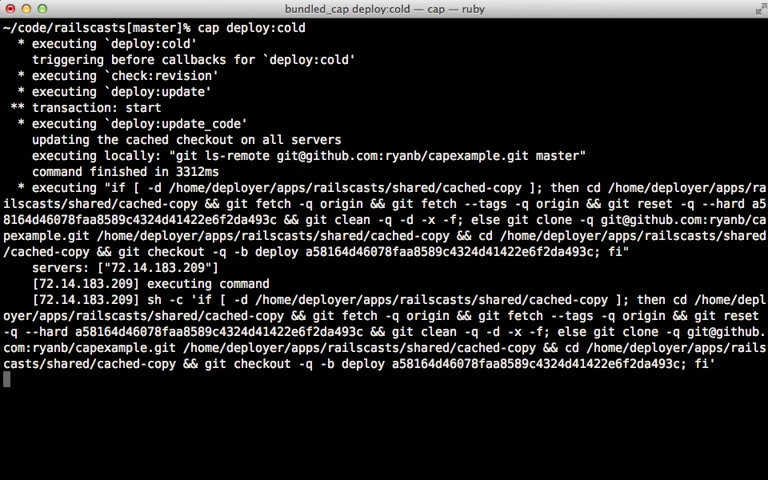 bundled_cap deploy:cold — cap — ruby
~/code/railscasts[master]% cap deploy:cold
  * executing `deploy:cold'
    triggering before callbacks for `deploy:cold'
  * executing `check:revision'
  * executing `deploy:update'
 ** transaction: start
  * executing `deploy:update_code'
    updating the cached checkout on all servers
    executing locally: "git ls-remote git@github.com:ryanb/capexample.git master"
    command finished in 3312ms
  * executing "if [ -d /home/deployer/apps/railscasts/shared/cached-copy ]; then cd /home/deployer/apps/ra
ilscasts/shared/cached-copy && git fetch -q origin && git fetch --tags -q origin && git reset -q --hard a5
8164d46078faa8589c4324d41422e6f2da493c && git clean -q -d -x -f; else git clone -q git@github.com:ryanb/ca
pexample.git /home/deployer/apps/railscasts/shared/cached-copy && cd /home/deployer/apps/railscasts/shared
/cached-copy && git checkout -q -b deploy a58164d46078faa8589c4324d41422e6f2da493c; fi"
    servers: ["72.14.183.209"]
    [72.14.183.209] executing command
    [72.14.183.209] sh -c 'if [ -d /home/deployer/apps/railscasts/shared/cached-copy ]; then cd /home/depl
oyer/apps/railscasts/shared/cached-copy && git fetch -q origin && git fetch --tags -q origin && git reset
-q --hard a58164d46078faa8589c4324d41422e6f2da493c && git clean -q -d -x -f; else git clone -q git@github.
com:ryanb/capexample.git /home/deployer/apps/railscasts/shared/cached-copy && cd /home/deployer/apps/rails
casts/shared/cached-copy && git checkout -q -b deploy a58164d46078faa8589c4324d41422e6f2da493c; fi'